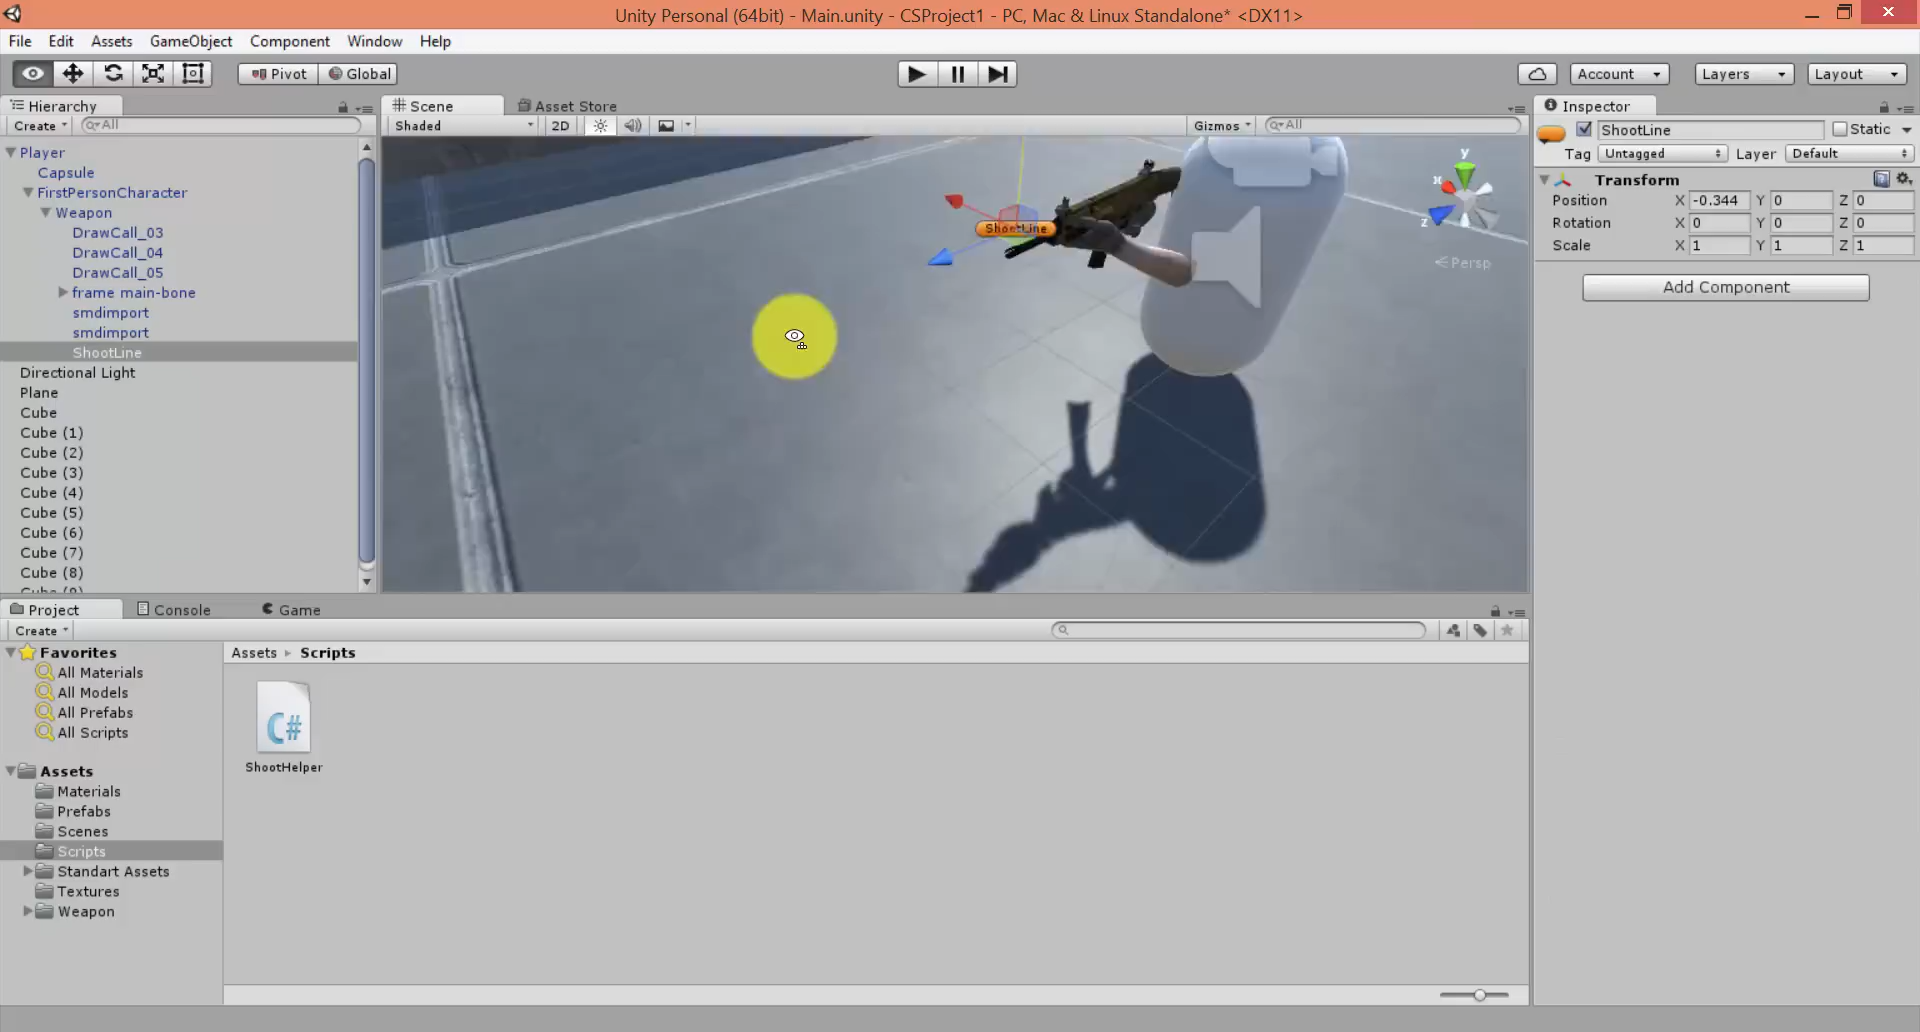 Unity Personal (64bit) - Main.unity - CSProject1 - PC, Mac & Linux Standalone* <DX11>
File Edit Assets GameObject Component Window Help
Pivot Global Account Layers Layout
Hierarchy
Create All
Player
Capsule
FirstPersonCharacter
Weapon
DrawCall_03
DrawCall_04
DrawCall_05
frame main-bone
smdimport
smdimport
ShootLine
Directional Light
Plane
Cube
Cube (1)
Cube (2)
Cube (3)
Cube (4)
Cube (5)
Cube (6)
Cube (7)
Cube (8)
Scene Asset Store
Shaded 2D Gizmos All
ShootLine
y
x
z
Persp
Inspector
ShootLine Static
Tag Untagged Layer Default
Transform
Position X -0.344 Y 0 Z 0
Rotation X 0 Y 0 Z 0
Scale X 1 Y 1 Z 1
Add Component
Project Console Game
Create
Favorites
All Materials
All Models
All Prefabs
All Scripts
Assets
Materials
Prefabs
Scenes
Scripts
Standart Assets
Textures
Weapon
Assets Scripts
C#
ShootHelper